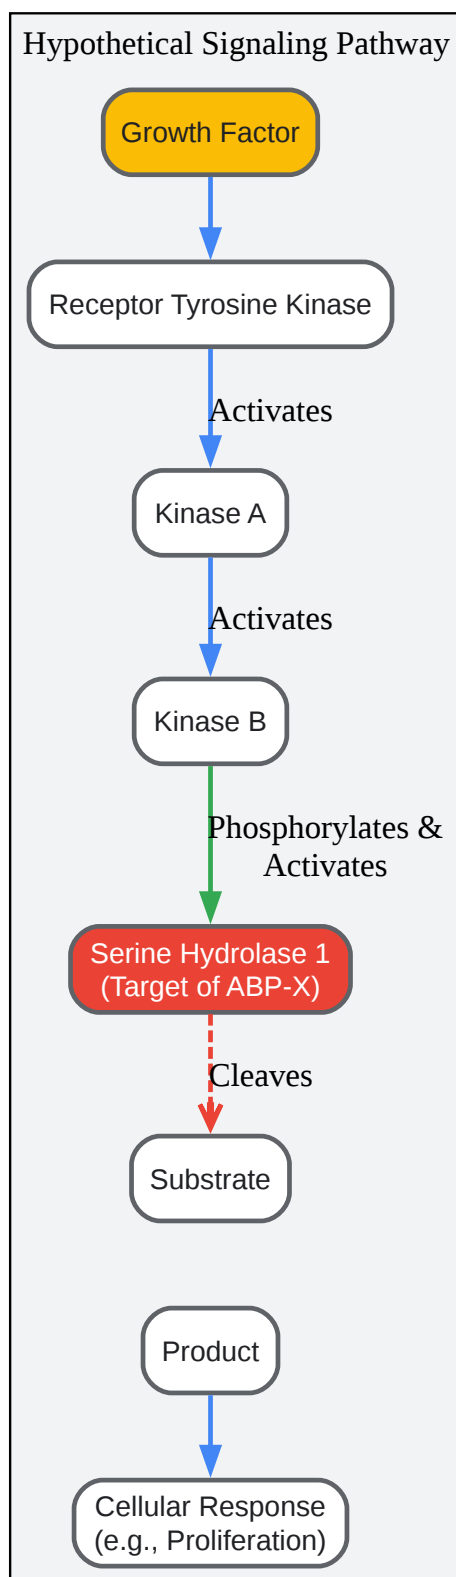 Hypothetical Signaling Pathway
Growth Factor
Receptor Tyrosine Kinase
Activates
Kinase A
Activates
Kinase B
Phosphorylates &
Activates
Serine Hydrolase 1
(Target of ABP-X)
Cleaves
Substrate
Product
Cellular Response
(e.g., Proliferation)